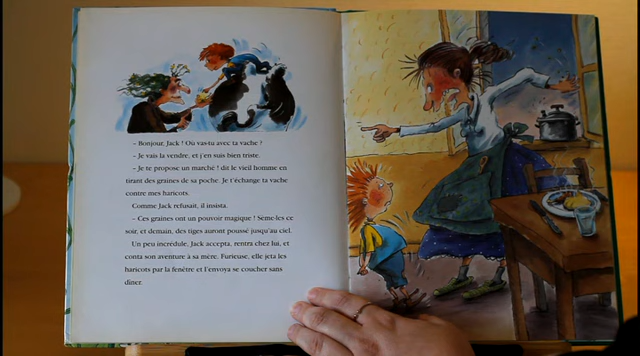 – Bonjour, Jack ! Où vas-tu avec ta vache ?
– Je vais la vendre, et j'en suis bien triste.
– Je te propose un marché ! dit le vieil homme en
tirant des graines de sa poche. Je t'échange ta vache
contre mes haricots.
Comme Jack refusait, il insista.
– Ces graines ont un pouvoir magique ! Sème-les ce
soir, et demain, des tiges auront poussé jusqu'au ciel.
Un peu incrédule, Jack accepta, rentra chez lui, et
conta son aventure à sa mère. Furieuse, elle jeta les
haricots par la fenêtre et l'envoya se coucher sans
dîner.